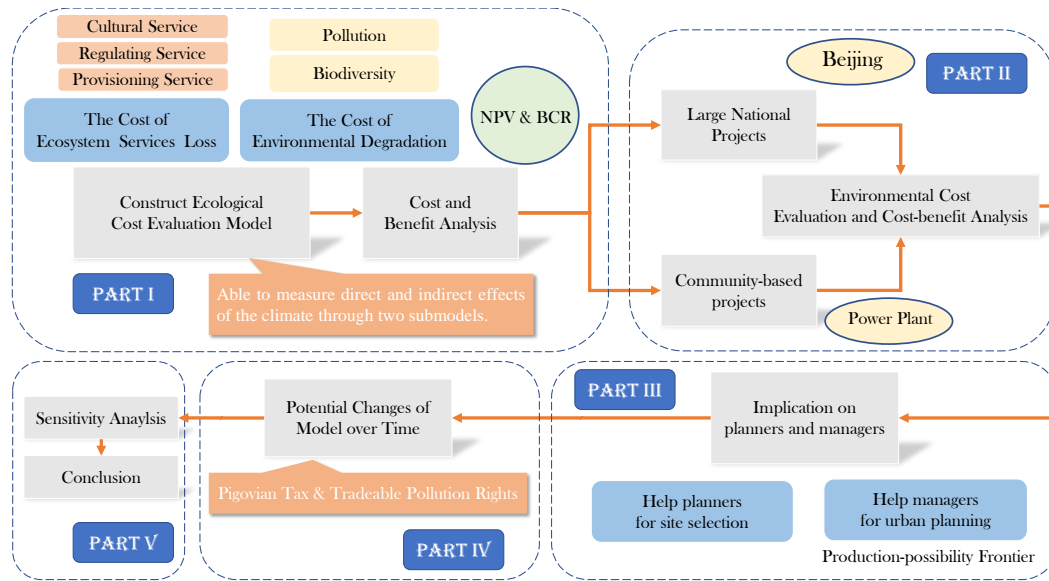 Cultural Service
Regulating Service
Provisioning Service
Pollution
Biodiversity
The Cost of
Ecosystem Services Loss
The Cost of
Environmental Degradation
NPV & BCR
Construct Ecological
Cost Evaluation Model
Cost and
Benefit Analysis
PART I
Able to measure direct and indirect effects
of the climate through two submodels.
Beijing
PART II
Large National
Projects
Environmental Cost
Evaluation and Cost-benefit Analysis
Community-based
projects
Power Plant
PART III
Implication on
planners and managers
Help planners
for site selection
Help managers
for urban planning
Production-possibility Frontier
Potential Changes of
Model over Time
Pigovian Tax & Tradeable Pollution Rights
PART IV
Sensitivity Anaylsis
Conclusion
PART V